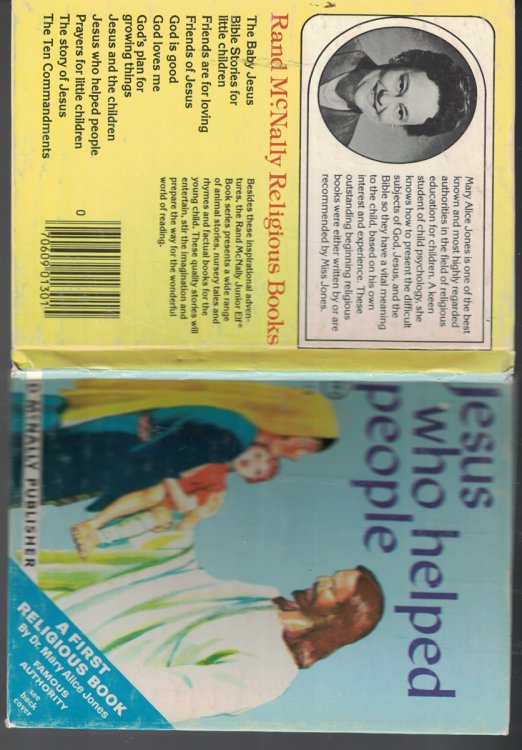 Mary Alice Jones is one of the best
known and most highly regarded
authorities in the field of religious
education for children. A keen
student of child psychology, she
knows how to present the difficult
subjects of God, Jesus, and the
Bible so they have a vital meaning
to the child, based on his own
interest and experience. These
outstanding beginning religious
books were either written by or are
recommended by Miss Jones.
Rand McNally Religious Books
The Baby Jesus
Bible Stories for
little children
Friends are for loving
Friends of Jesus
God is good
God loves me
God's plan for
growing things
Jesus and the children
Jesus who helped people
Prayers for little children
The story of Jesus
The Ten Commandments
Besides these inspirational adven-
tures, the Rand McNally Junior Elf®
Book series presents a wide range
of animal stories, nursery tales and
rhymes and factual books for the
young child. These quality stories will
entertain, stir the imagination and
prepare the way for the wonderful
world of reading.
0
70609 01301
Jesus
who helped
people
D McNALLY PUBLISHER
A FIRST
RELIGIOUS BOOK
By Dr. Mary Alice Jones
FAMOUS
AUTHORITY
see
back
cover